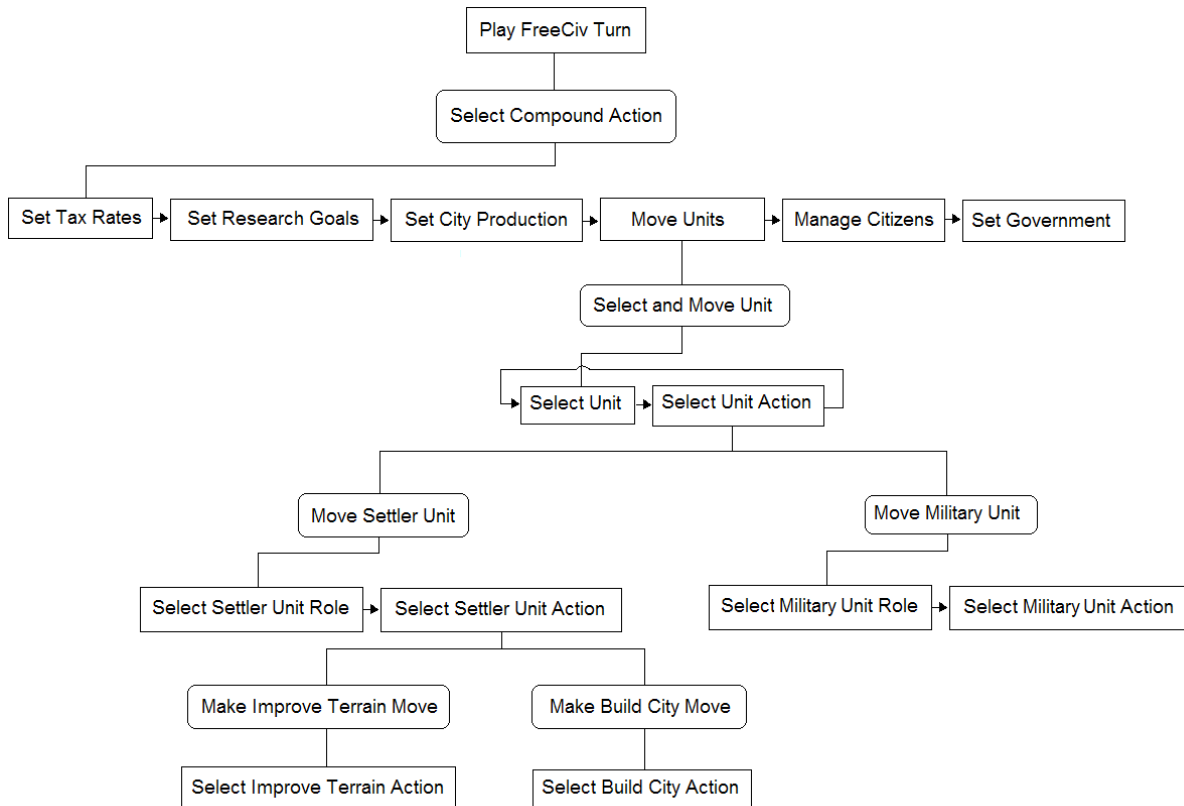 Play FreeCiv Turn
Select Compound Action
Set Tax Rates
Set Research Goals
Set City Production
Move Units
Manage Citizens
Set Government
Select and Move Unit
Select Unit
Select Unit Action
Move Settler Unit
Move Military Unit
Select Settler Unit Role
Select Settler Unit Action
Select Military Unit Role
Select Military Unit Action
Make Improve Terrain Move
Make Build City Move
Select Improve Terrain Action
Select Build City Action